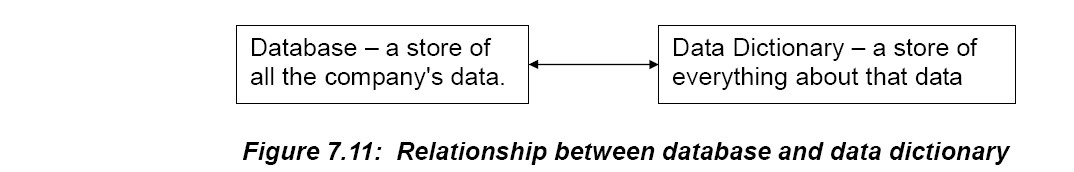 Database – a store of
all the company's data.
Data Dictionary – a store of
everything about that data
Figure 7.11:  Relationship between database and data dictionary